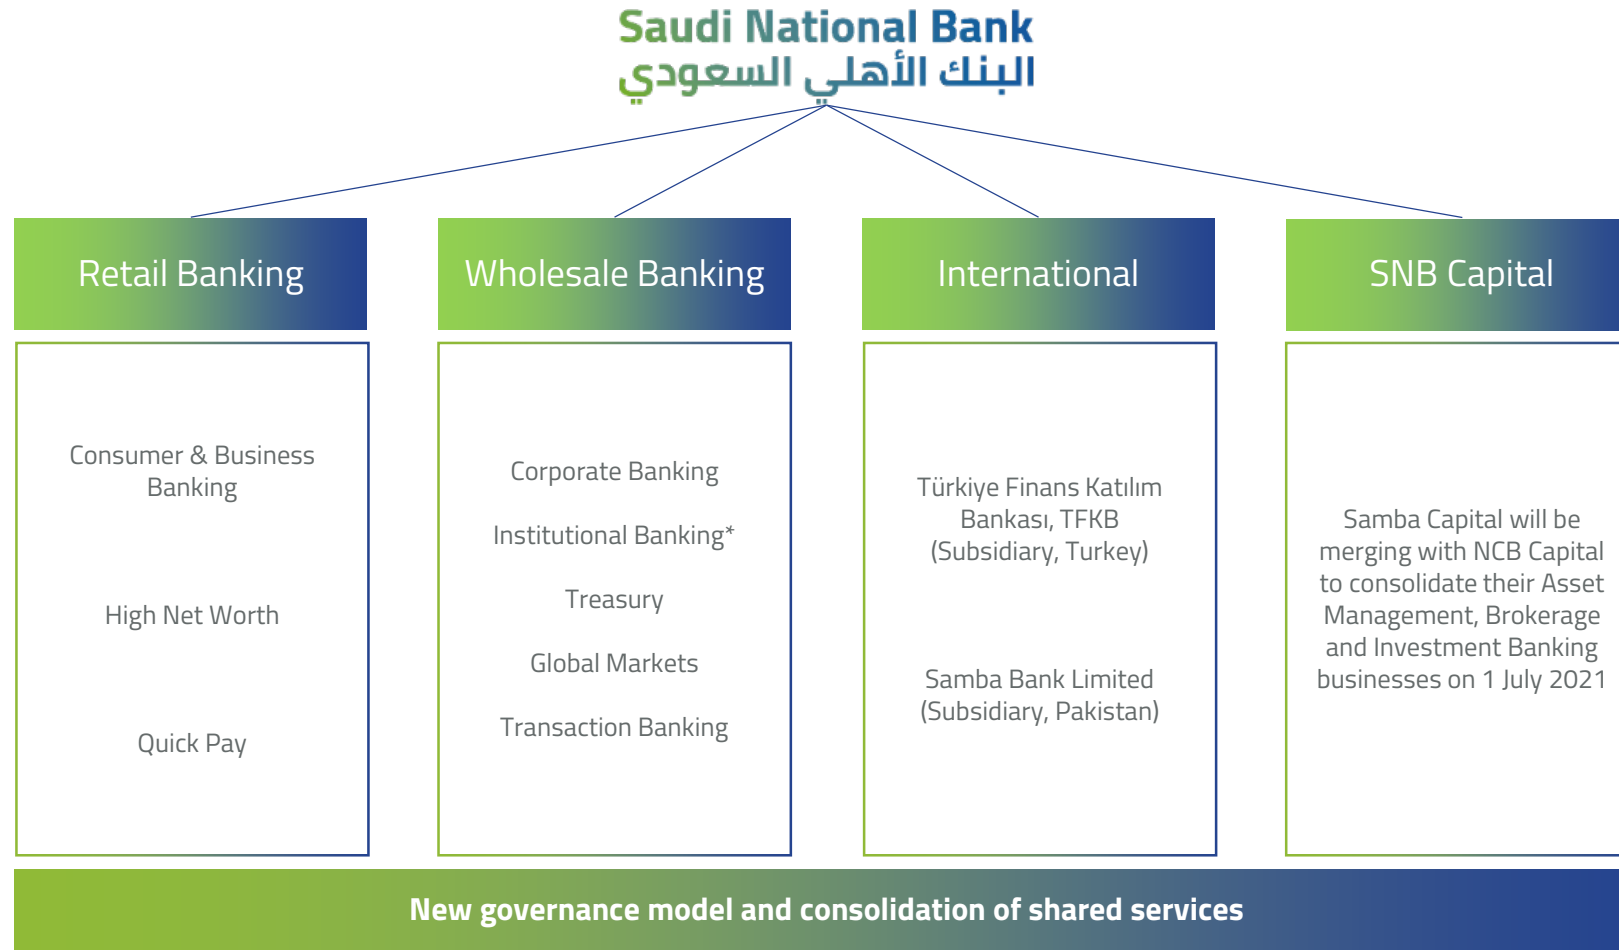 Saudi National Bank
البنك الأهلي السعودي
Retail Banking
Wholesale Banking
International
SNB Capital
Consumer & Business
Banking
High Net Worth
Quick Pay
Corporate Banking
Institutional Banking*
Treasury
Global Markets
Transaction Banking
Türkiye Finans Katılım
Bankası, TFKB
(Subsidiary, Turkey)
Samba Bank Limited
(Subsidiary, Pakistan)
Samba Capital will be
merging with NCB Capital
to consolidate their Asset
Management, Brokerage
and Investment Banking
businesses on 1 July 2021
New governance model and consolidation of shared services